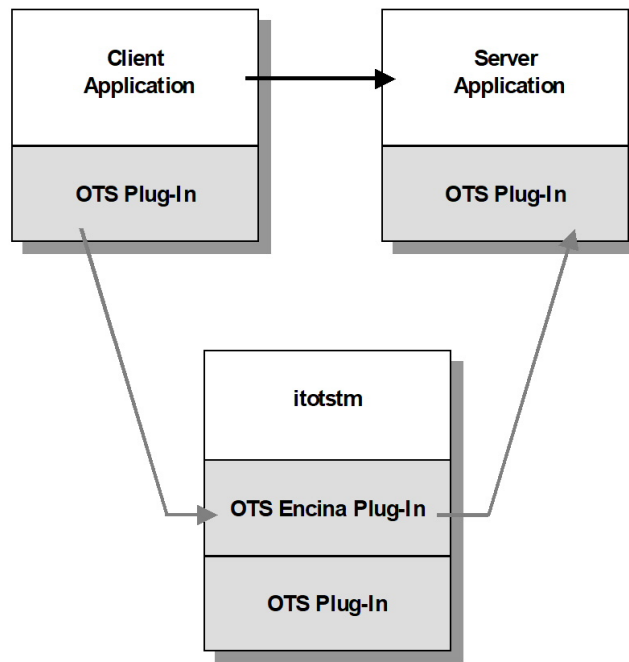 Client
Application
Server
Application
OTS Plug-In
OTS Plug-In
itotstm
OTS Encina Plug-In
OTS Plug-In